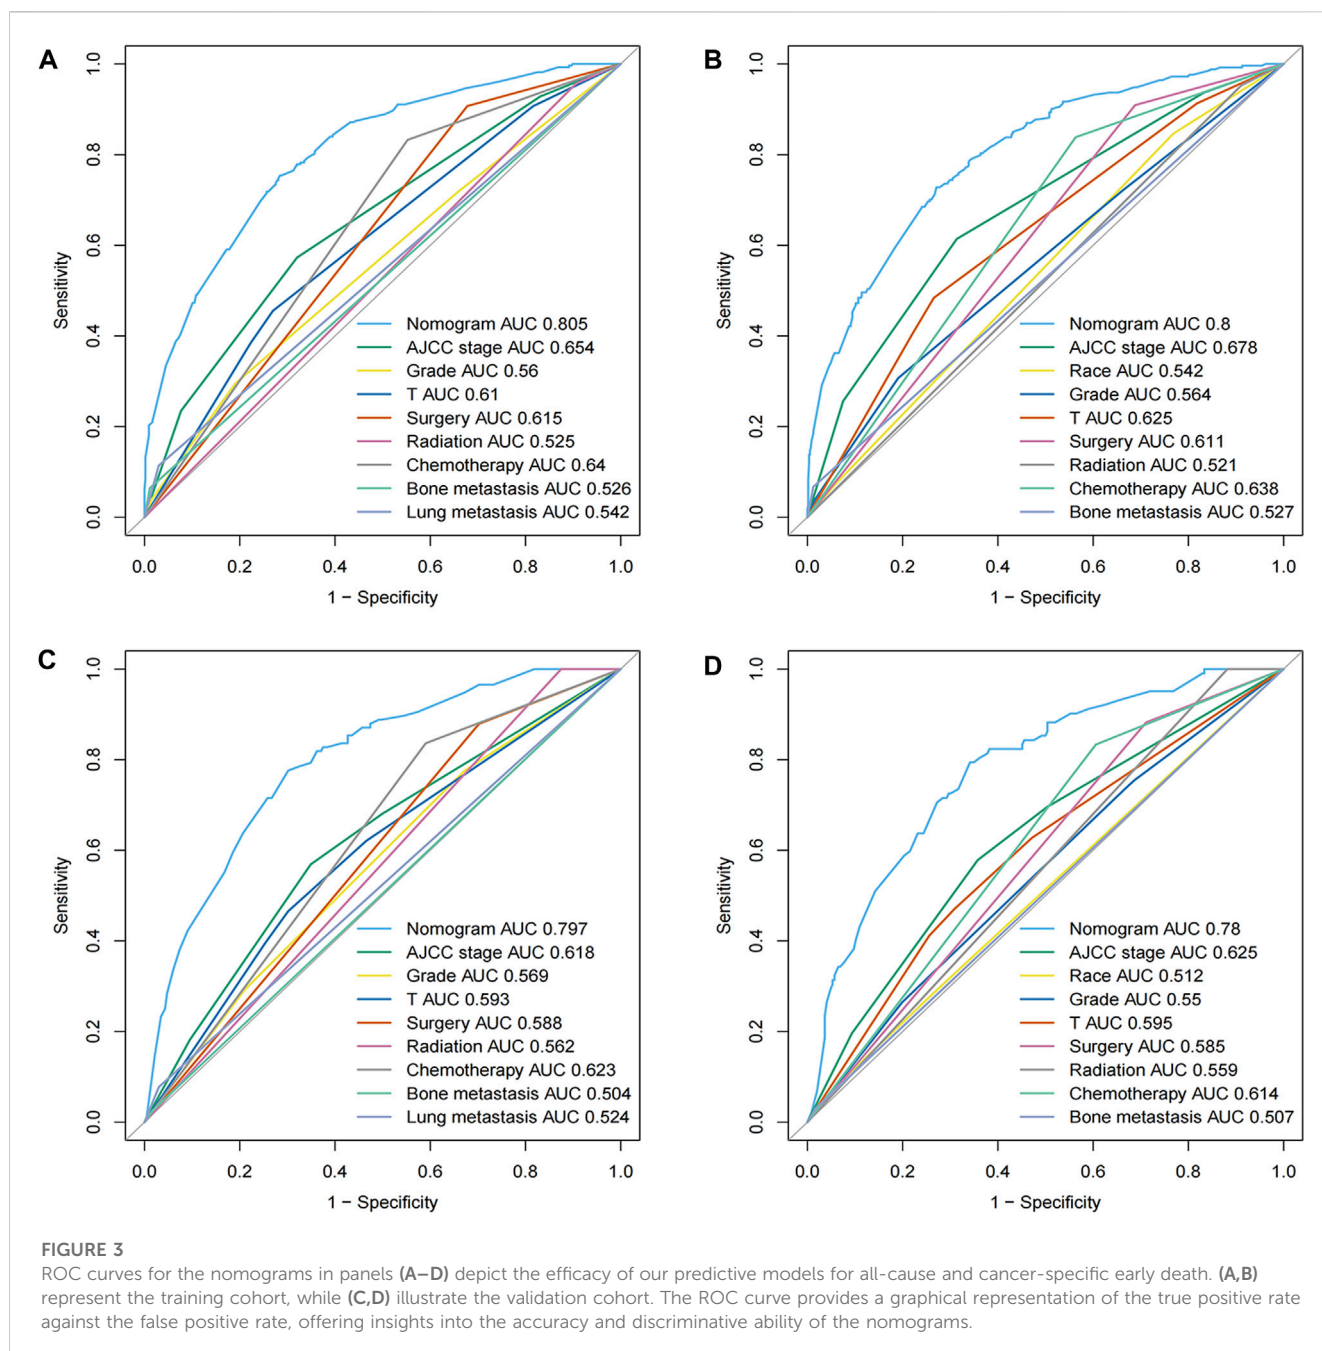 A
Sensitivity
0.0 0.2 0.4 0.6 0.8 1.0
Nomogram AUC 0.805
AJCC stage AUC 0.654
Grade AUC 0.56
T AUC 0.61
Surgery AUC 0.615
Radiation AUC 0.525
Chemotherapy AUC 0.64
Bone metastasis AUC 0.526
Lung metastasis AUC 0.542
0.0 0.2 0.4 0.6 0.8 1.0
1 − Specificity
B
Sensitivity
0.0 0.2 0.4 0.6 0.8 1.0
Nomogram AUC 0.8
AJCC stage AUC 0.678
Race AUC 0.542
Grade AUC 0.564
T AUC 0.625
Surgery AUC 0.611
Radiation AUC 0.521
Chemotherapy AUC 0.638
Bone metastasis AUC 0.527
0.0 0.2 0.4 0.6 0.8 1.0
1 − Specificity
C
Sensitivity
0.0 0.2 0.4 0.6 0.8 1.0
Nomogram AUC 0.797
AJCC stage AUC 0.618
Grade AUC 0.569
T AUC 0.593
Surgery AUC 0.588
Radiation AUC 0.562
Chemotherapy AUC 0.623
Bone metastasis AUC 0.504
Lung metastasis AUC 0.524
0.0 0.2 0.4 0.6 0.8 1.0
1 − Specificity
D
Sensitivity
0.0 0.2 0.4 0.6 0.8 1.0
Nomogram AUC 0.78
AJCC stage AUC 0.625
Race AUC 0.512
Grade AUC 0.55
T AUC 0.595
Surgery AUC 0.585
Radiation AUC 0.559
Chemotherapy AUC 0.614
Bone metastasis AUC 0.507
0.0 0.2 0.4 0.6 0.8 1.0
1 − Specificity
FIGURE 3
ROC curves for the nomograms in panels (A–D) depict the efficacy of our predictive models for all-cause and cancer-specific early death. (A,B)
represent the training cohort, while (C,D) illustrate the validation cohort. The ROC curve provides a graphical representation of the true positive rate
against the false positive rate, offering insights into the accuracy and discriminative ability of the nomograms.